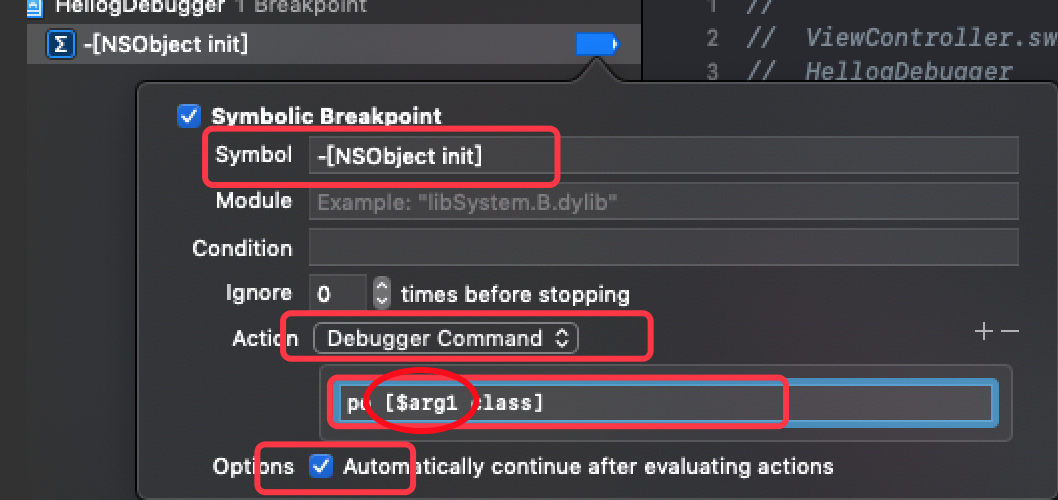 HellogDebugger 1 Breakpoint
Σ -[NSObject init]
1 //
2 // ViewController.sw
3 // HellogDebugger
Symbolic Breakpoint
Symbol -[NSObject init]
Module Example: "libSystem.B.dylib"
Condition
Ignore 0 times before stopping
Action Debugger Command
po [$arg1 class]
Options Automatically continue after evaluating actions